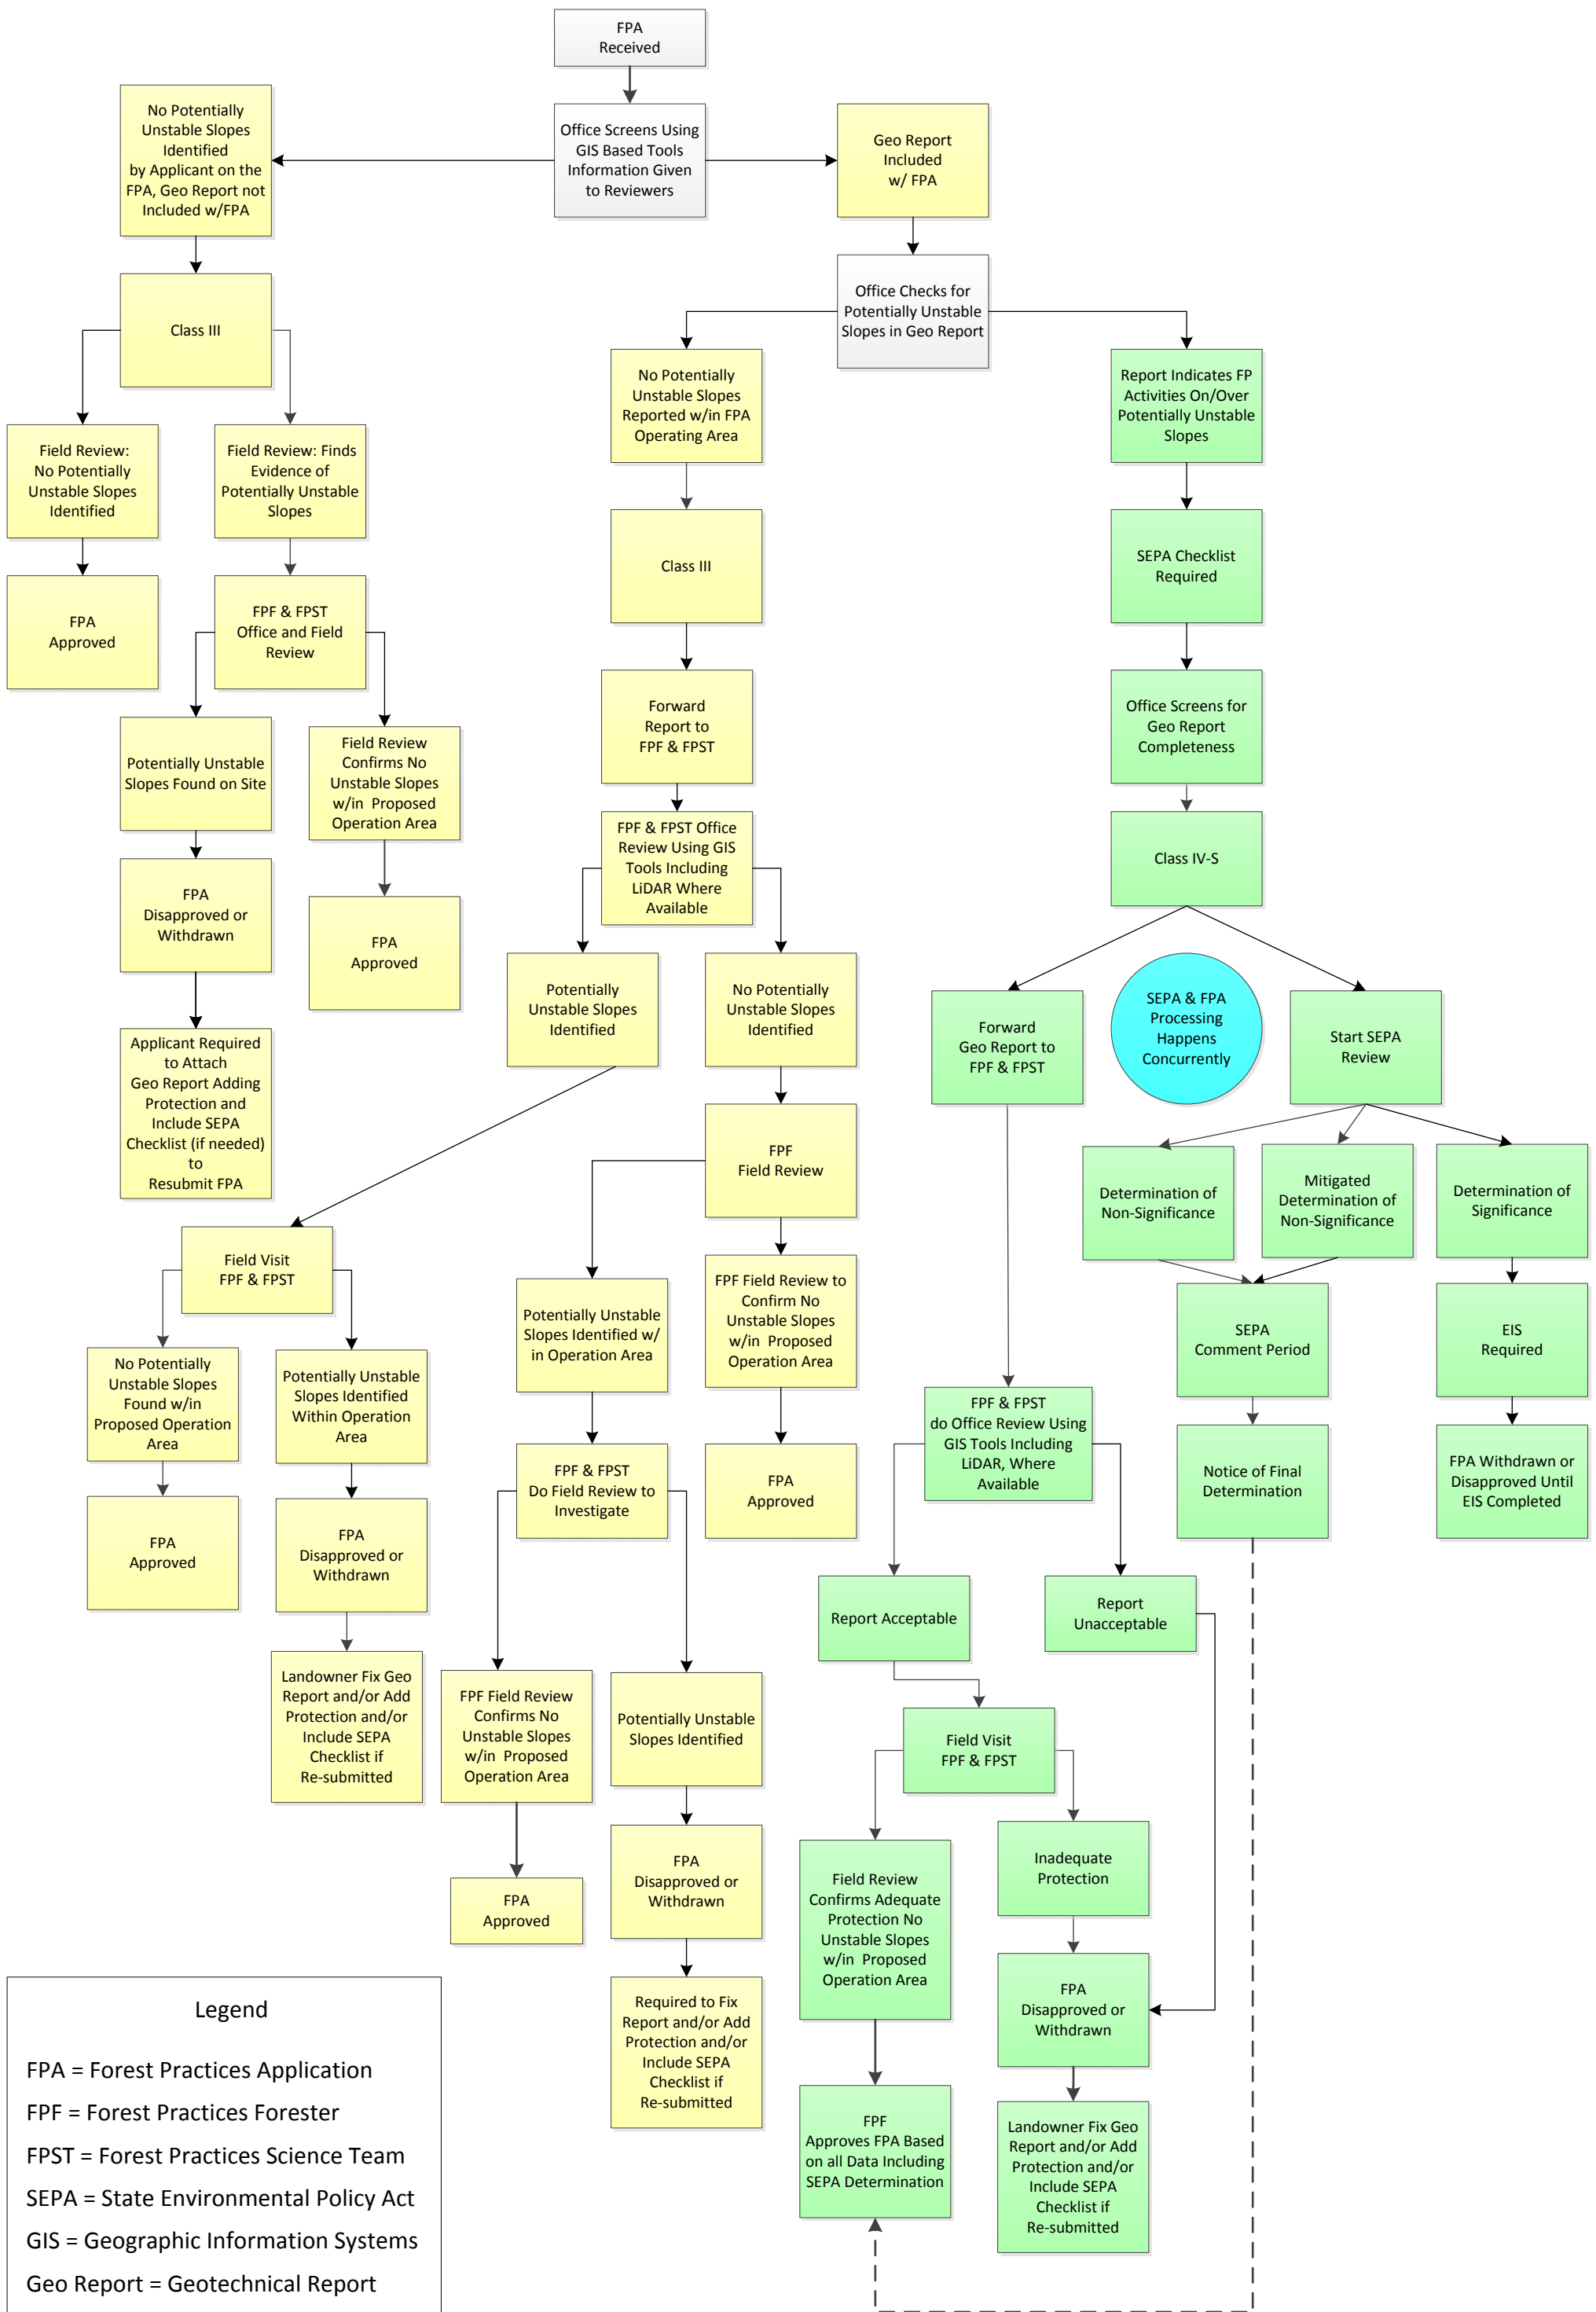 FPA
Received
No Potentially
Unstable Slopes
Identified
by Applicant on the
FPA, Geo Report not
Included w/FPA
Office Screens Using
GIS Based Tools
Information Given
to Reviewers
Geo Report
Included
w/ FPA
Office Checks for
Potentially Unstable
Slopes in Geo Report
Class III
No Potentially
Unstable Slopes
Reported w/in FPA
Operating Area
Report Indicates FP
Activities On/Over
Potentially Unstable
Slopes
Field Review:
No Potentially
Unstable Slopes
Identified
Field Review: Finds
Evidence of
Potentially Unstable
Slopes
Class III
SEPA Checklist
Required
FPA
Approved
FPF & FPST
Office and Field
Review
Forward
Report to
FPF & FPST
Office Screens for
Geo Report
Completeness
Potentially Unstable
Slopes Found on Site
Field Review
Confirms No
Unstable Slopes
w/in Proposed
Operation Area
FPF & FPST Office
Review Using GIS
Tools Including
LiDAR Where
Available
Class IV-S
FPA
Disapproved or
Withdrawn
FPA
Approved
Potentially
Unstable Slopes
Identified
No Potentially
Unstable Slopes
Identified
Forward
Geo Report to
FPF & FPST
SEPA & FPA
Processing
Happens
Concurrently
Start SEPA
Review
Applicant Required
to Attach
Geo Report Adding
Protection and
Include SEPA
Checklist (if needed)
to
Resubmit FPA
FPF
Field Review
Determination of
Non-Significance
Mitigated
Determination of
Non-Significance
Determination of
Significance
Field Visit
FPF & FPST
Potentially Unstable
Slopes Identified w/
in Operation Area
FPF Field Review to
Confirm No
Unstable Slopes
w/in Proposed
Operation Area
SEPA
Comment Period
EIS
Required
No Potentially
Unstable Slopes
Found w/in
Proposed Operation
Area
Potentially Unstable
Slopes Identified
Within Operation
Area
FPF & FPST
do Office Review Using
GIS Tools Including
LiDAR, Where
Available
FPF & FPST
Do Field Review to
Investigate
FPA
Approved
Notice of Final
Determination
FPA Withdrawn or
Disapproved Until
EIS Completed
FPA
Approved
FPA
Disapproved or
Withdrawn
Report Acceptable
Report
Unacceptable
Landowner Fix Geo
Report and/or Add
Protection and/or
Include SEPA
Checklist if
Re-submitted
FPF Field Review
Confirms No
Unstable Slopes
w/in Proposed
Operation Area
Potentially Unstable
Slopes Identified
Field Visit
FPF & FPST
FPA
Approved
FPA
Disapproved or
Withdrawn
Field Review
Confirms Adequate
Protection No
Unstable Slopes
w/in Proposed
Operation Area
Inadequate
Protection
Required to Fix
Report and/or Add
Protection and/or
Include SEPA
Checklist if
Re-submitted
FPA
Disapproved or
Withdrawn
FPF
Approves FPA Based
on all Data Including
SEPA Determination
Landowner Fix Geo
Report and/or Add
Protection and/or
Include SEPA
Checklist if
Re-submitted
Legend
FPA = Forest Practices Application
FPF = Forest Practices Forester
FPST = Forest Practices Science Team
SEPA = State Environmental Policy Act
GIS = Geographic Information Systems
Geo Report = Geotechnical Report